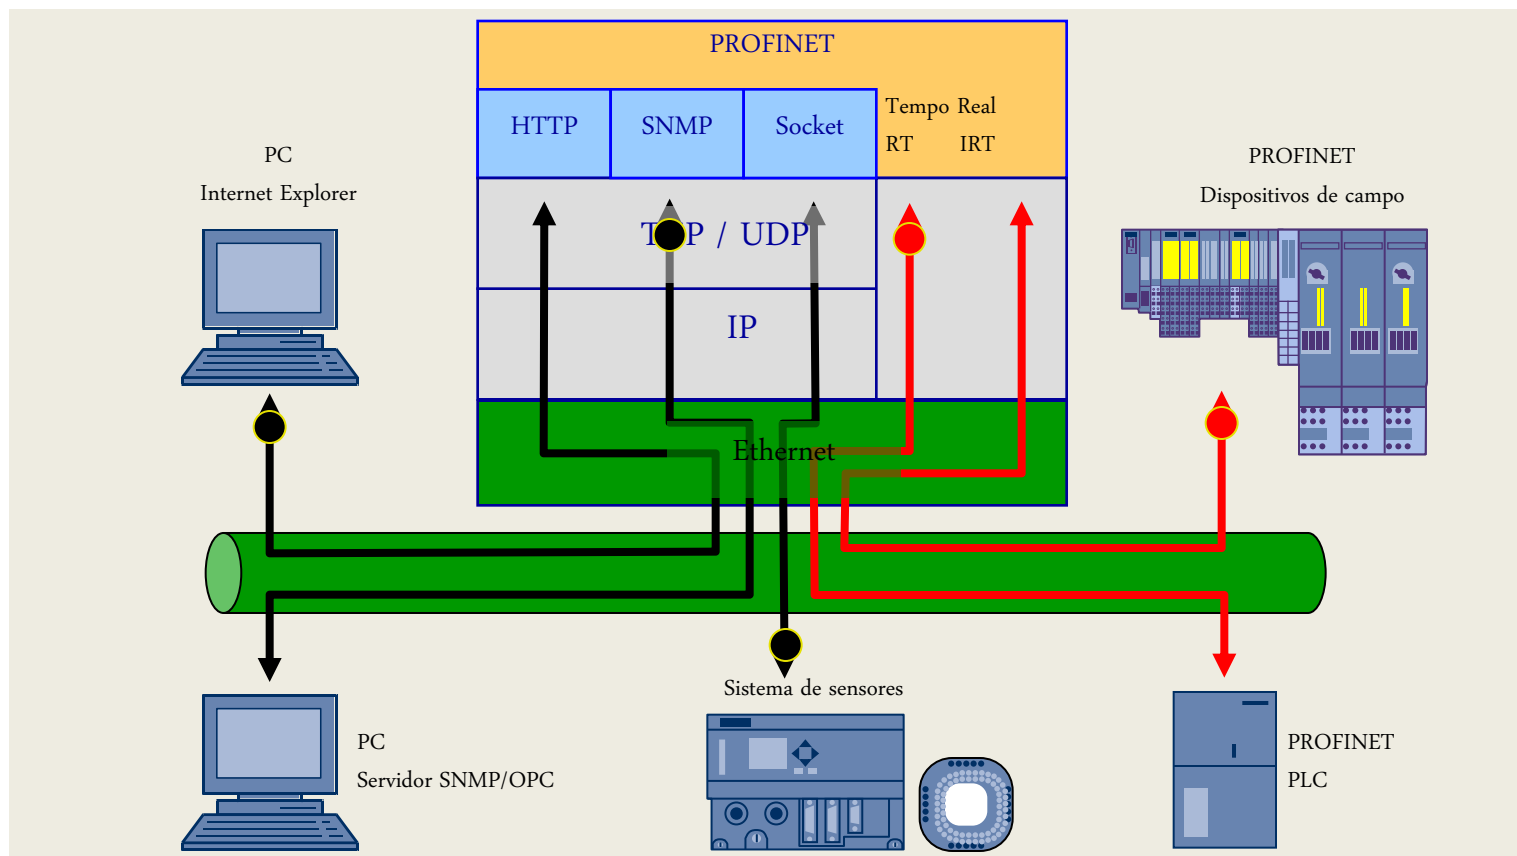 PROFINET
HTTP
SNMP
Socket
Tempo Real
RT IRT
PC
Internet Explorer
PROFINET
Dispositivos de campo
TCP / UDP
IP
Ethernet
Sistema de sensores
PC
Servidor SNMP/OPC
PROFINET
PLC